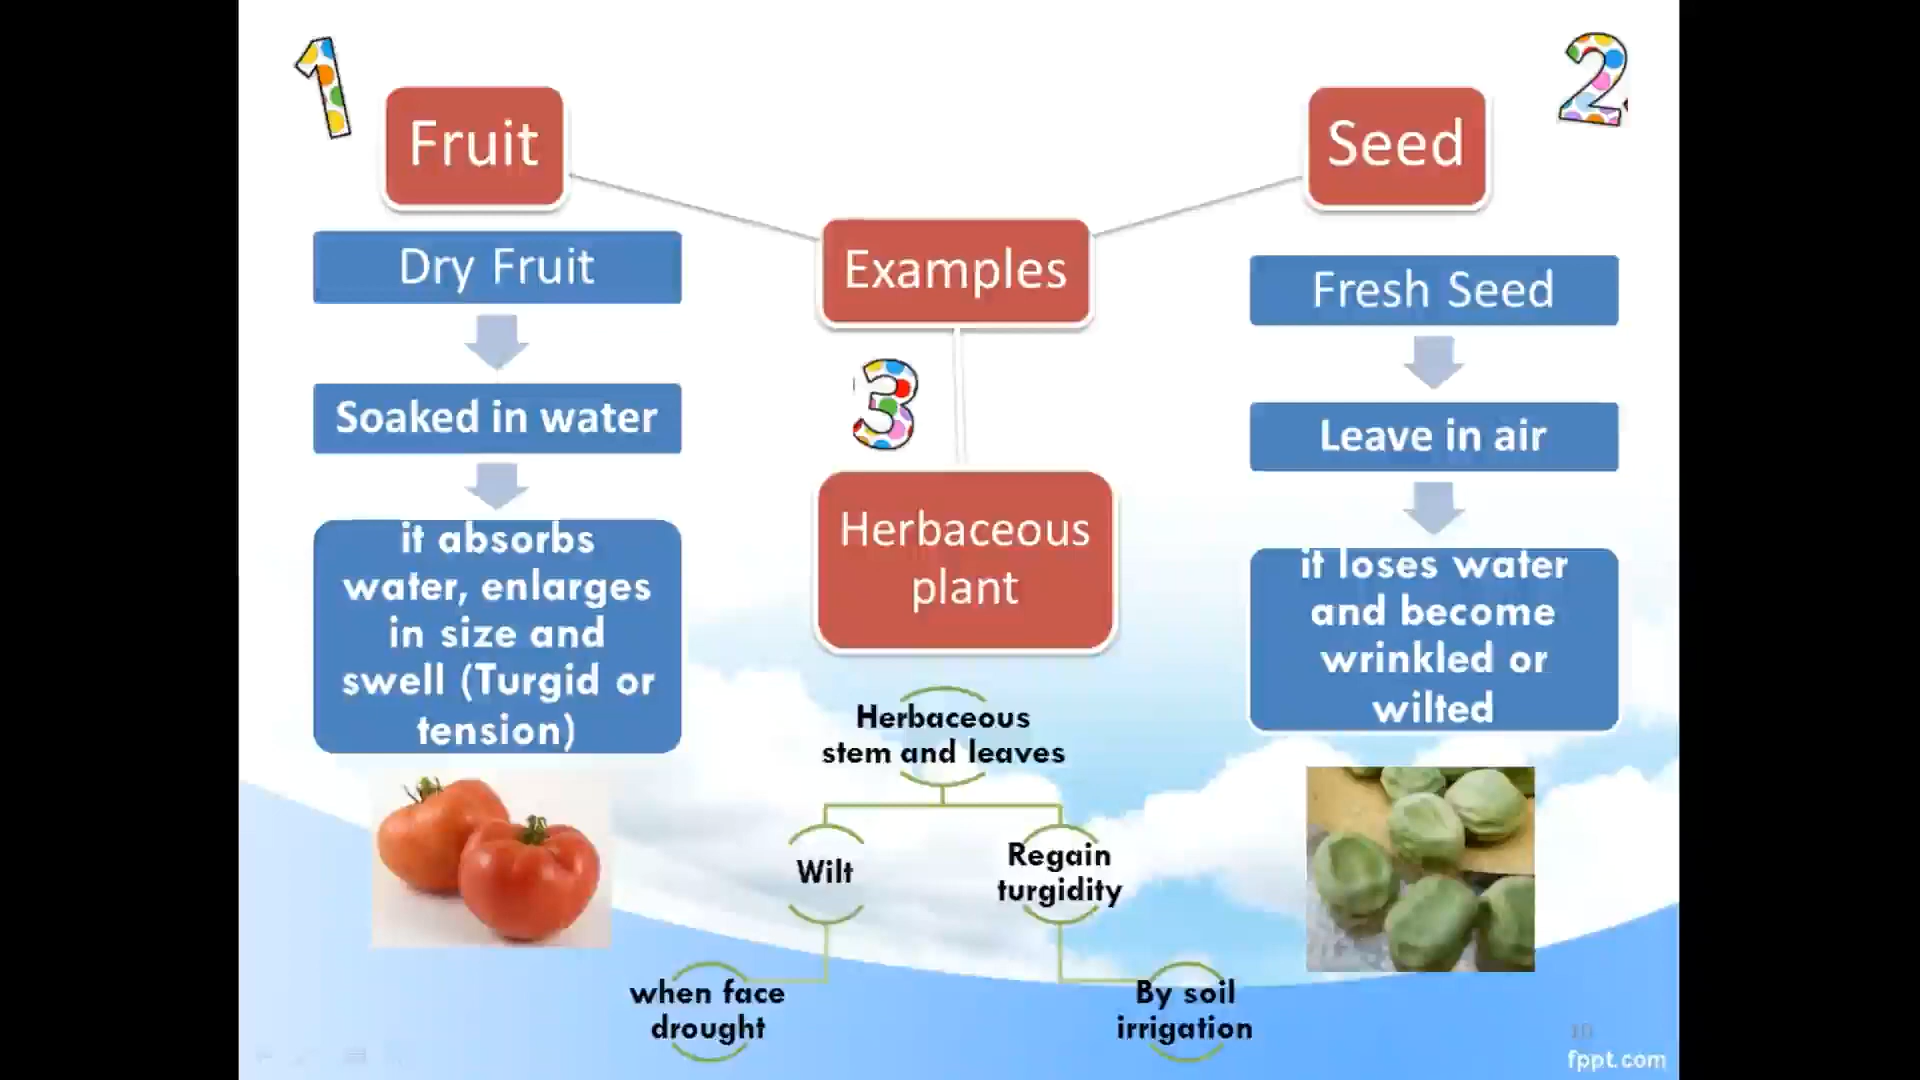 1
Fruit
Dry Fruit
Soaked in water
it absorbs
water, enlarges
in size and
swell (Turgid or
tension)
2
Seed
Fresh Seed
Leave in air
it loses water
and become
wrinkled or
wilted
Examples
3
Herbaceous
plant
Herbaceous
stem and leaves
Wilt
Regain
turgidity
when face
drought
By soil
irrigation
10
fppt.com